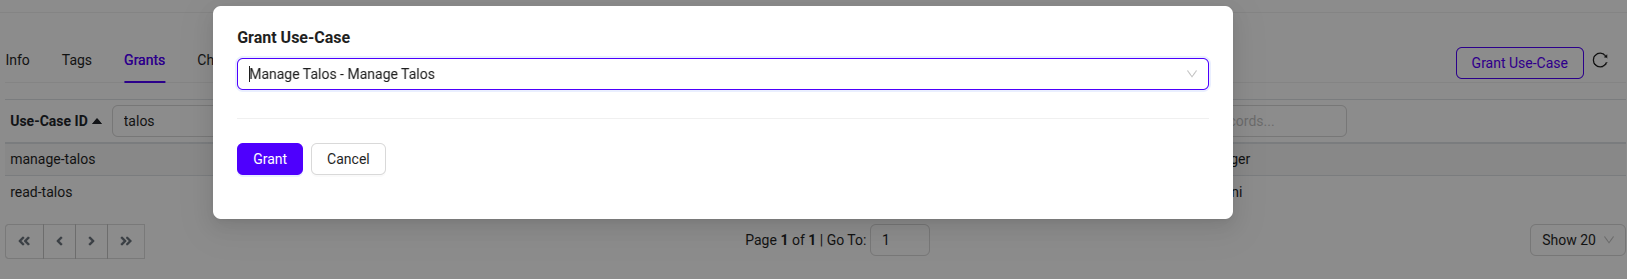 Grant Use-Case
Info Tags Grants Ch
Manage Talos - Manage Talos
Grant Use-Case
Use-Case ID talos cords...
manage-talos ger
Grant Cancel
read-talos ni
Page 1 of 1 | Go To: 1 Show 20